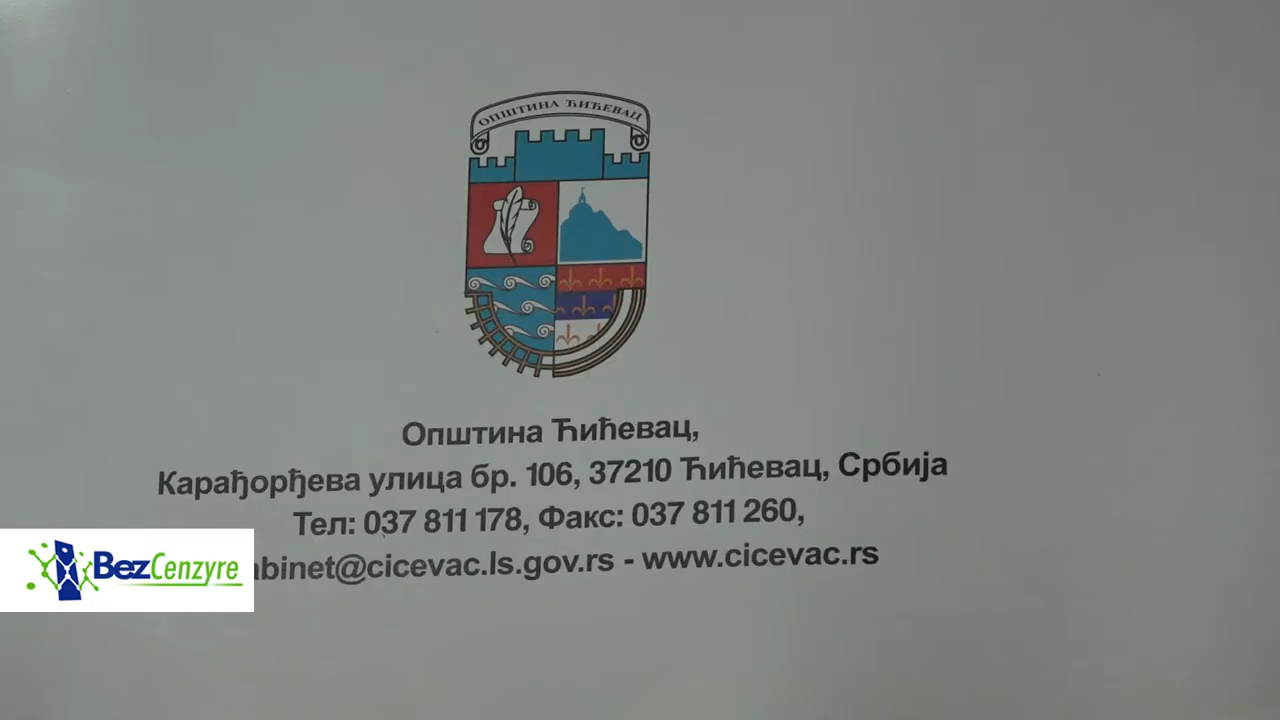 ОПШТИНА ЋИЋЕВАЦ
Општина Ћићевац,
Карађорђева улица бр. 106, 37210 Ћићевац, Србија
Тел: 037 811 178, Факс: 037 811 260,
abinet@cicevac.ls.gov.rs - www.cicevac.rs
BezCenzyre